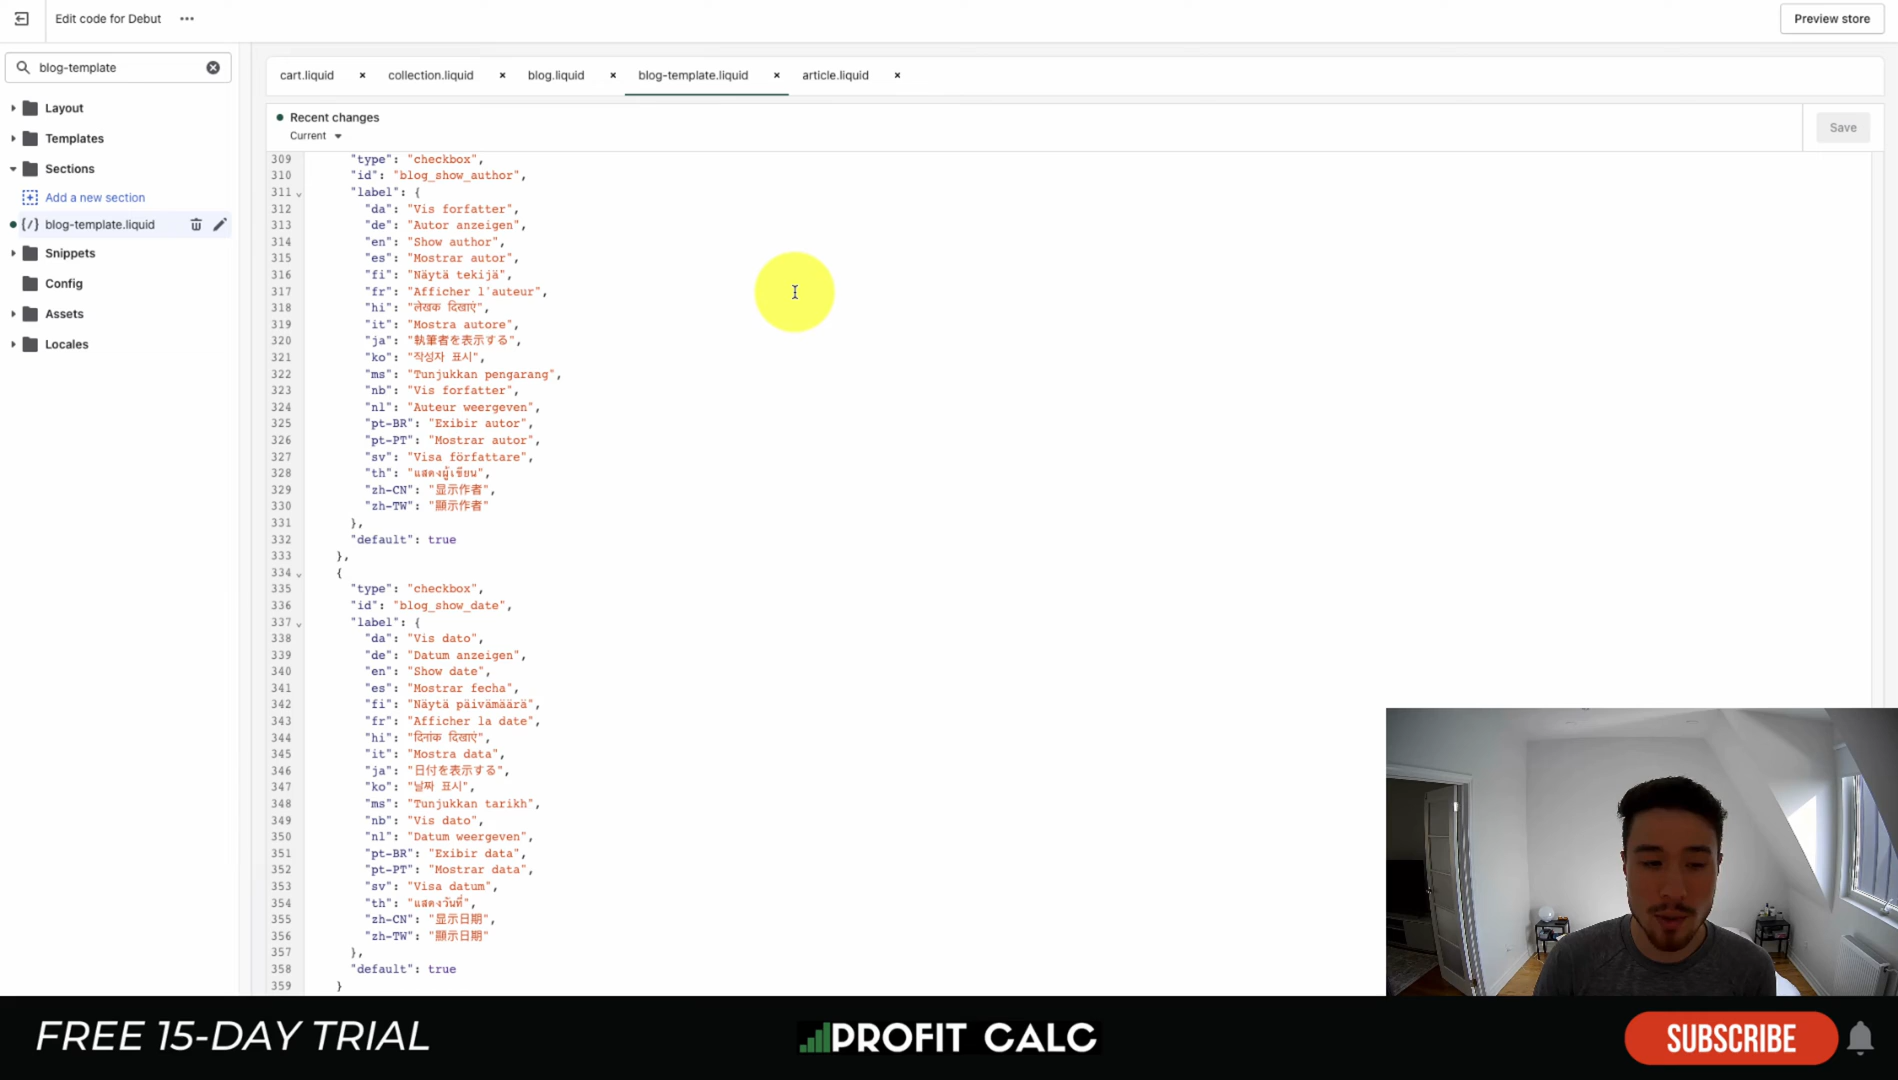 Edit code for Debut
Preview store
blog-template
cart.liquid
collection.liquid
blog.liquid
blog-template.liquid
article.liquid
Layout
Templates
Sections
Add a new section
blog-template.liquid
Snippets
Config
Assets
Locales
Recent changes
Current
Save
309 "type": "checkbox",
310 "id": "blog_show_author",
311 "label": {
312 "da": "Vis forfatter",
313 "de": "Autor anzeigen",
314 "en": "Show author",
315 "es": "Mostrar autor",
316 "fi": "Näytä tekijä",
317 "fr": "Afficher l'auteur",
318 "hi": "लेखक दिखाएं",
319 "it": "Mostra autore",
320 "ja": "執筆者を表示する",
321 "ko": "작성자 표시",
322 "ms": "Tunjukkan pengarang",
323 "nb": "Vis forfatter",
324 "nl": "Auteur weergeven",
325 "pt-BR": "Exibir autor",
326 "pt-PT": "Mostrar autor",
327 "sv": "Visa författare",
328 "th": "แสดงผู้เขียน",
329 "zh-CN": "显示作者",
330 "zh-TW": "顯示作者"
331 },
332 "default": true
333 },
334 {
335 "type": "checkbox",
336 "id": "blog_show_date",
337 "label": {
338 "da": "Vis dato",
339 "de": "Datum anzeigen",
340 "en": "Show date",
341 "es": "Mostrar fecha",
342 "fi": "Näytä päivämäärä",
343 "fr": "Afficher la date",
344 "hi": "दिनांक दिखाएं",
345 "it": "Mostra data",
346 "ja": "日付を表示する",
347 "ko": "날짜 표시",
348 "ms": "Tunjukkan tarikh",
349 "nb": "Vis dato",
350 "nl": "Datum weergeven",
351 "pt-BR": "Exibir data",
352 "pt-PT": "Mostrar data",
353 "sv": "Visa datum",
354 "th": "แสดงวันที่",
355 "zh-CN": "显示日期",
356 "zh-TW": "顯示日期"
357 },
358 "default": true
359 }
FREE 15-DAY TRIAL
PROFIT CALC
SUBSCRIBE